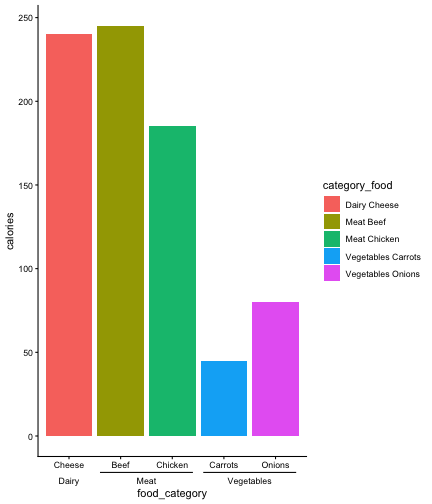 250
200
150
100
50
0
calories
Cheese Beef Chicken Carrots Onions
Dairy Meat Vegetables
food_category
category_food
Dairy Cheese
Meat Beef
Meat Chicken
Vegetables Carrots
Vegetables Onions